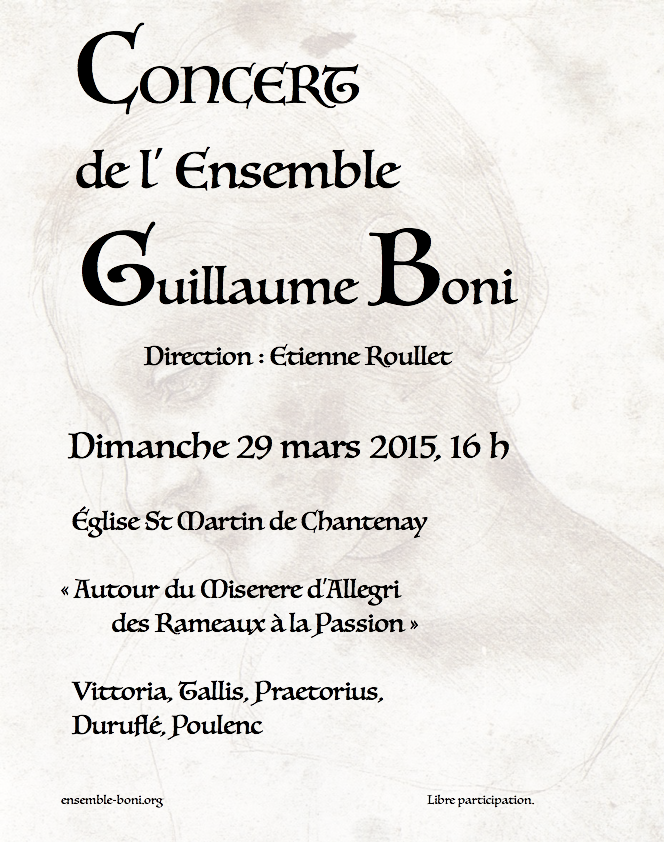 Concert
de l' Ensemble
Guillaume Boni
Direction : Etienne Roullet
Dimanche 29 mars 2015, 16 h
Église St Martin de Chantenay
« Autour du Miserere d'Allegri
des Rameaux à la Passion »
Vittoria, Tallis, Praetorius,
Duruflé, Poulenc
ensemble-boni.org
Libre participation.